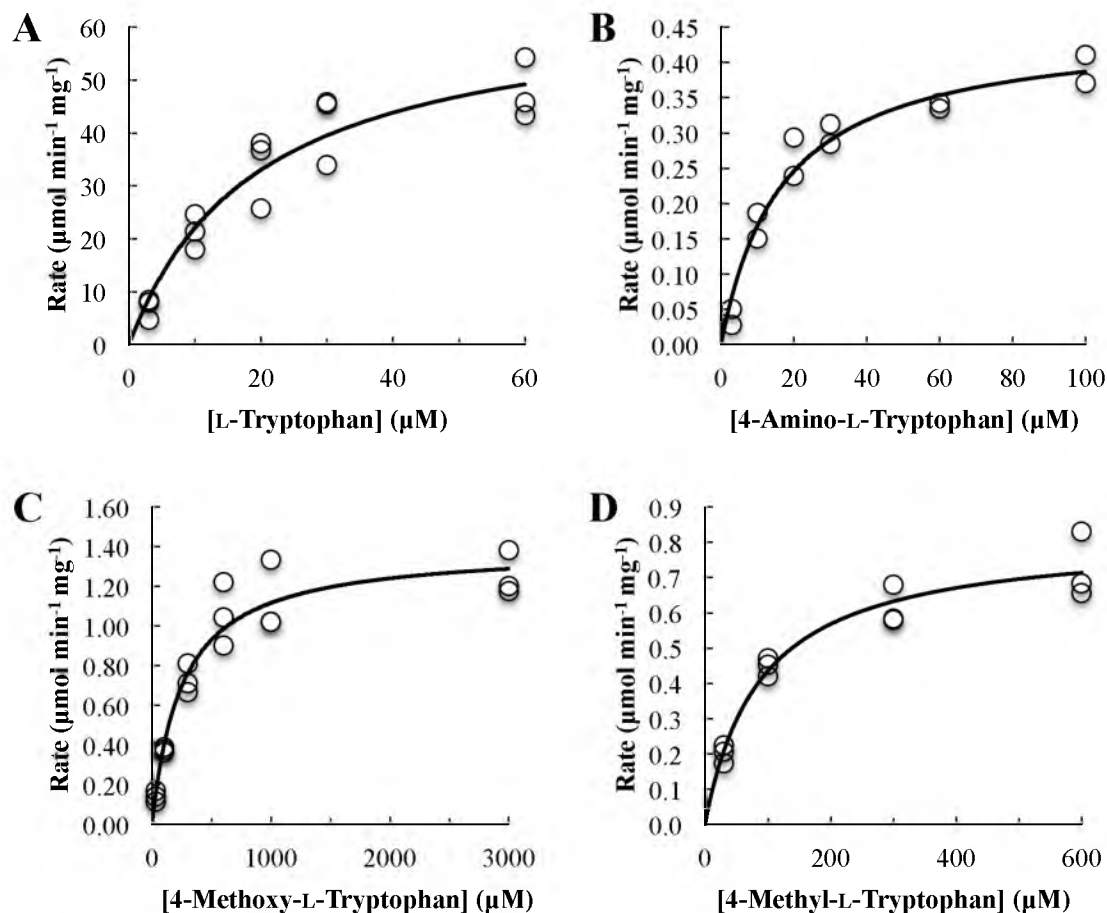 A
Rate (µmol min⁻¹ mg⁻¹)
60
50
40
30
20
10
0
0 20 40 60
[L-Tryptophan] (µM)
B
Rate (µmol min⁻¹ mg⁻¹)
0.45
0.40
0.35
0.30
0.25
0.20
0.15
0.10
0.05
0.00
0 20 40 60 80 100
[4-Amino-L-Tryptophan] (µM)
C
Rate (µmol min⁻¹ mg⁻¹)
1.60
1.40
1.20
1.00
0.80
0.60
0.40
0.20
0.00
0 1000 2000 3000
[4-Methoxy-L-Tryptophan] (µM)
D
Rate (µmol min⁻¹ mg⁻¹)
0.9
0.8
0.7
0.6
0.5
0.4
0.3
0.2
0.1
0.0
0 200 400 600
[4-Methyl-L-Tryptophan] (µM)